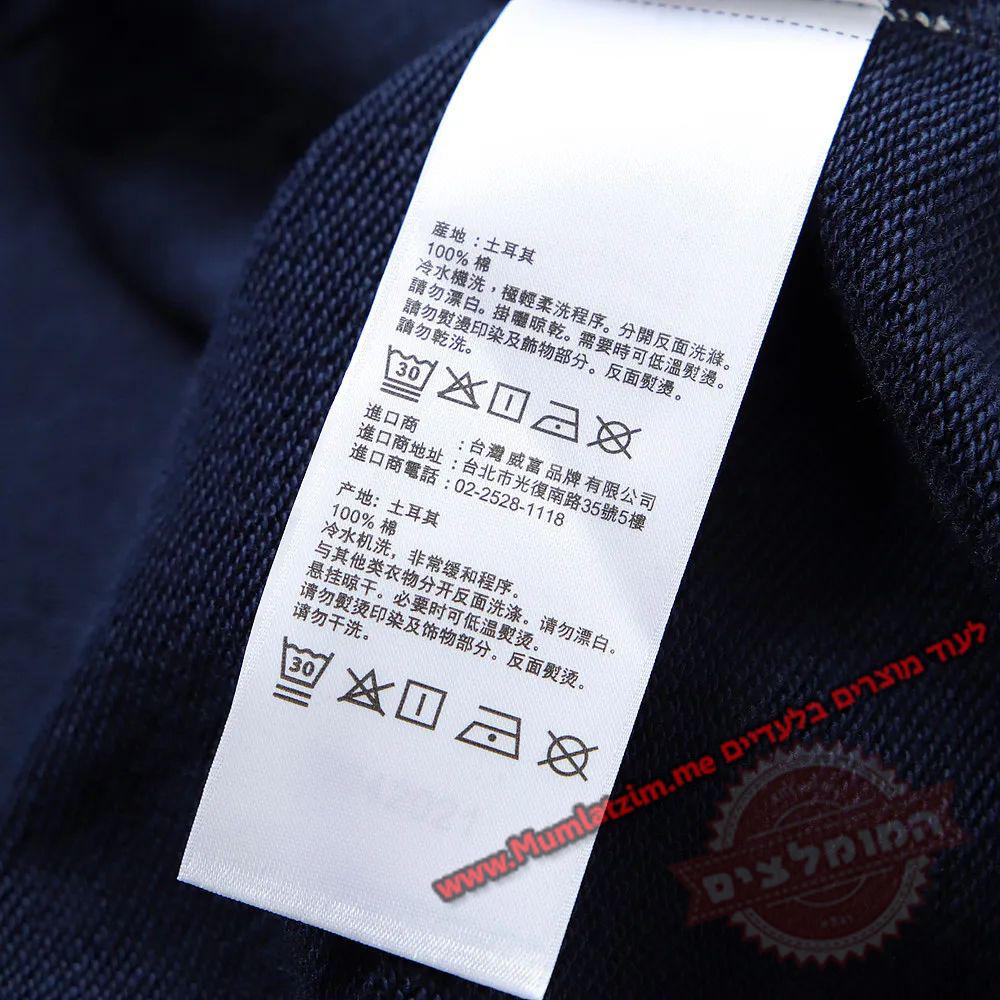 産地：土耳其
100% 棉
冷水機洗，極輕柔洗程序. 分開反面洗滌.
請勿漂白. 掛曬晾乾. 需要時可低溫熨燙.
請勿熨燙印染及飾物部分. 反面熨燙.
請勿乾洗.
30
進口商 ：台灣威富品牌有限公司
進口商地址：台北市光復南路35號5樓
進口商電話：02-2528-1118
产地: 土耳其
100% 棉
冷水机洗，非常缓和程序.
与其他类衣物分开反面洗涤. 请勿漂白.
悬挂晾干. 必要时可低温熨烫.
请勿熨烫印染及饰物部分. 反面熨烫.
请勿干洗.
30
www.Mumlatzim.me לעוד מוצרים בלעדיים
המומלצים